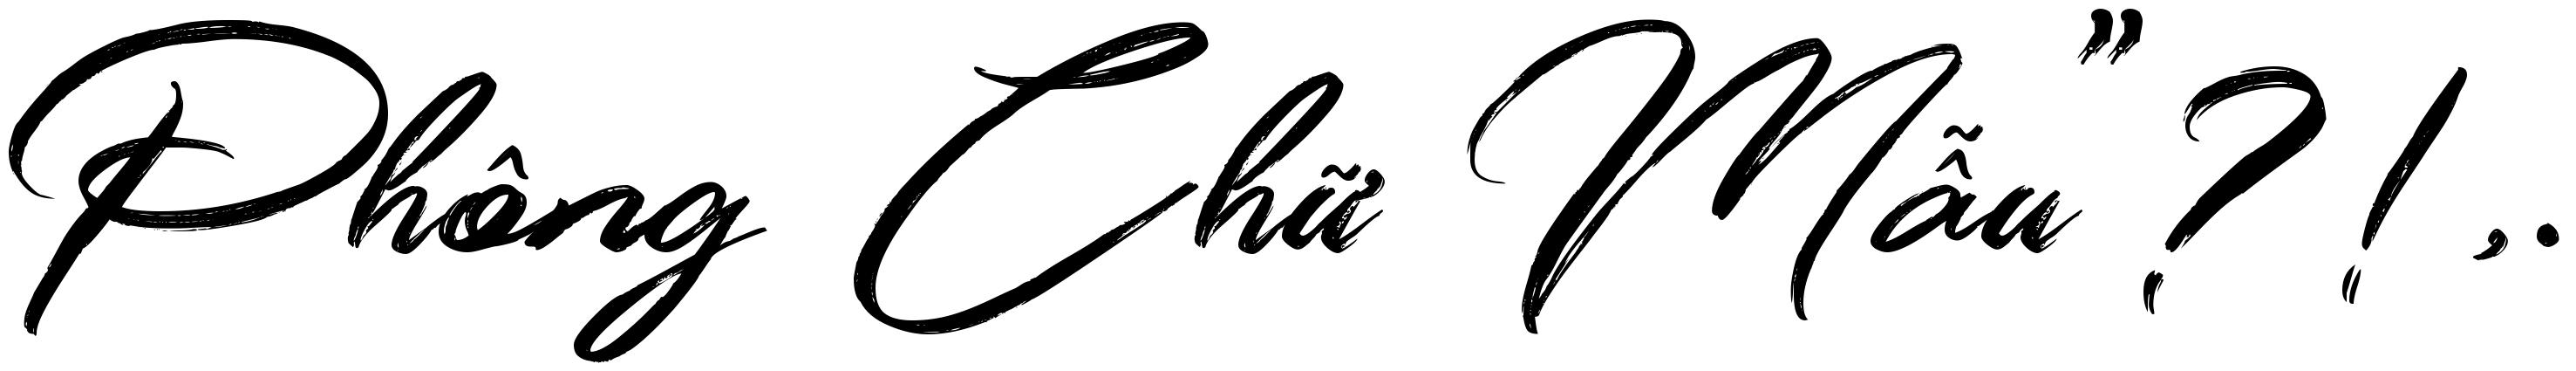 Phông Chữ Mẫu”?!,.